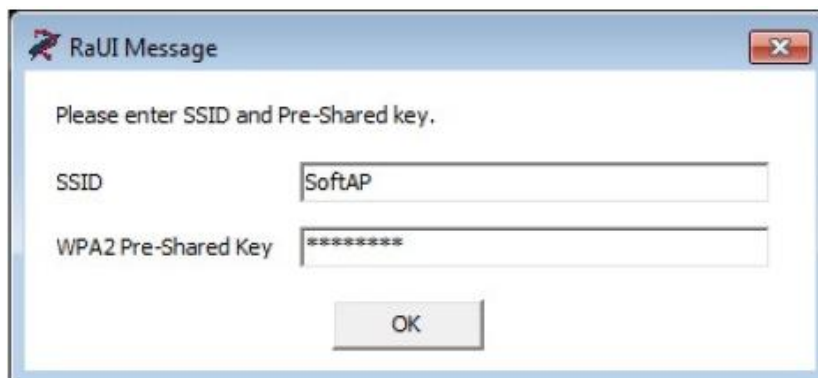 RaUI Message
Please enter SSID and Pre-Shared key.
SSID SoftAP
WPA2 Pre-Shared Key ********
OK